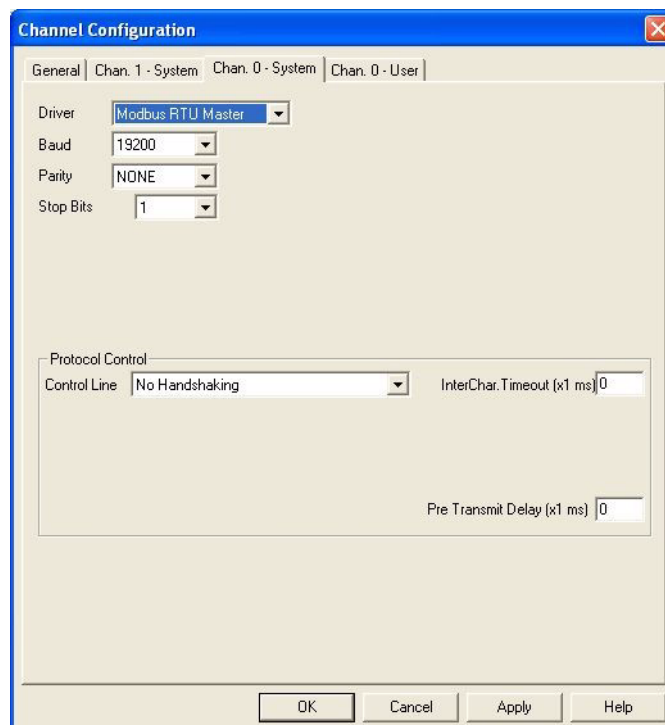 Channel Configuration
General Chan. 1 - System Chan. 0 - System Chan. 0 - User
Driver Modbus RTU Master
Baud 19200
Parity NONE
Stop Bits 1
Protocol Control
Control Line No Handshaking InterChar.Timeout (x1 ms) 0
Pre Transmit Delay (x1 ms) 0
OK Cancel Apply Help